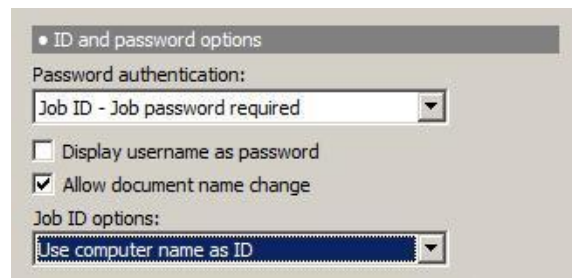 • ID and password options
Password authentication:
Job ID - Job password required
Display username as password
Allow document name change
Job ID options:
Use computer name as ID